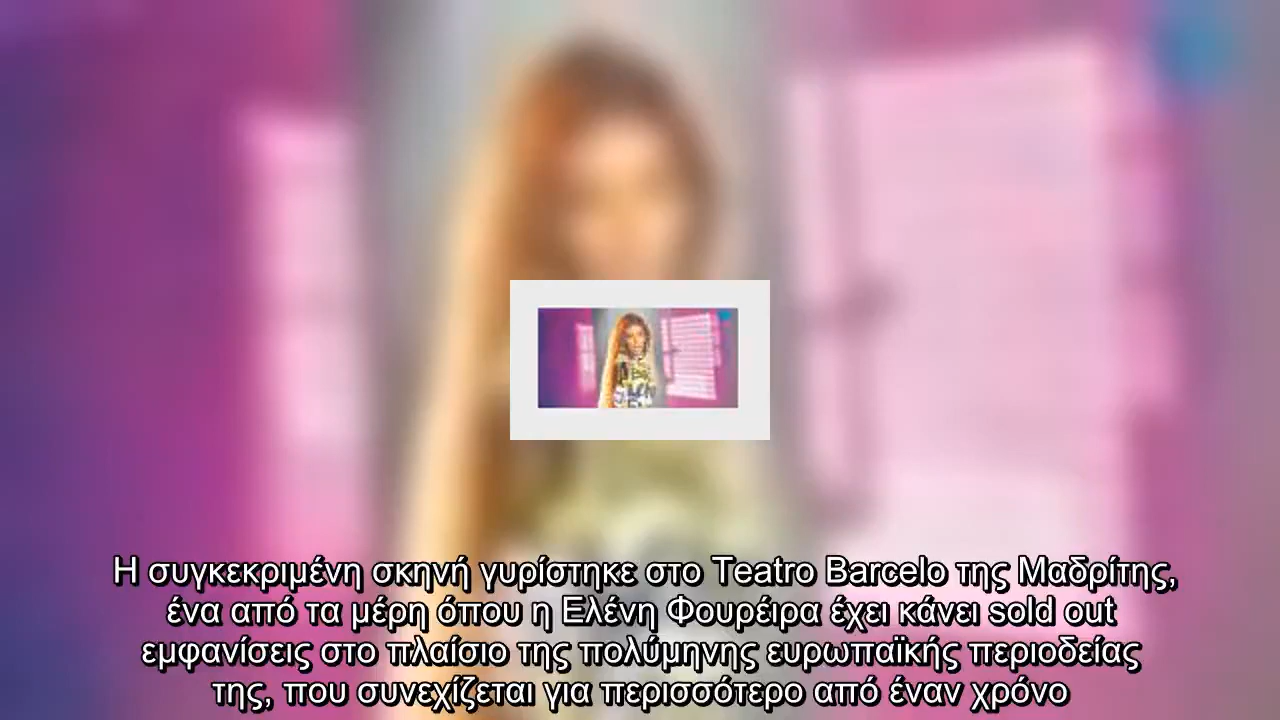 Η συγκεκριμένη σκηνή γυρίστηκε στο Teatro Barcelo της Μαδρίτης,
ένα από τα μέρη όπου η Ελένη Φουρέιρα έχει κάνει sold out
εμφανίσεις στο πλαίσιο της πολύμηνης ευρωπαϊκής περιοδείας
της, που συνεχίζεται για περισσότερο από έναν χρόνο